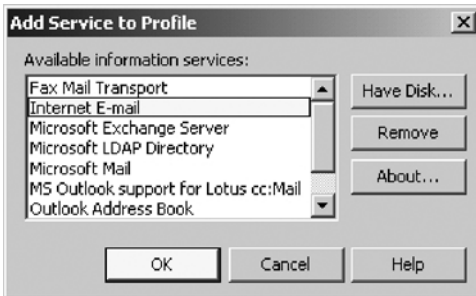 Add Service to Profile
Available information services:
Fax Mail Transport
Internet E-mail
Microsoft Exchange Server
Microsoft LDAP Directory
Microsoft Mail
MS Outlook support for Lotus cc:Mail
Outlook Address Book
Have Disk...
Remove
About...
OK
Cancel
Help